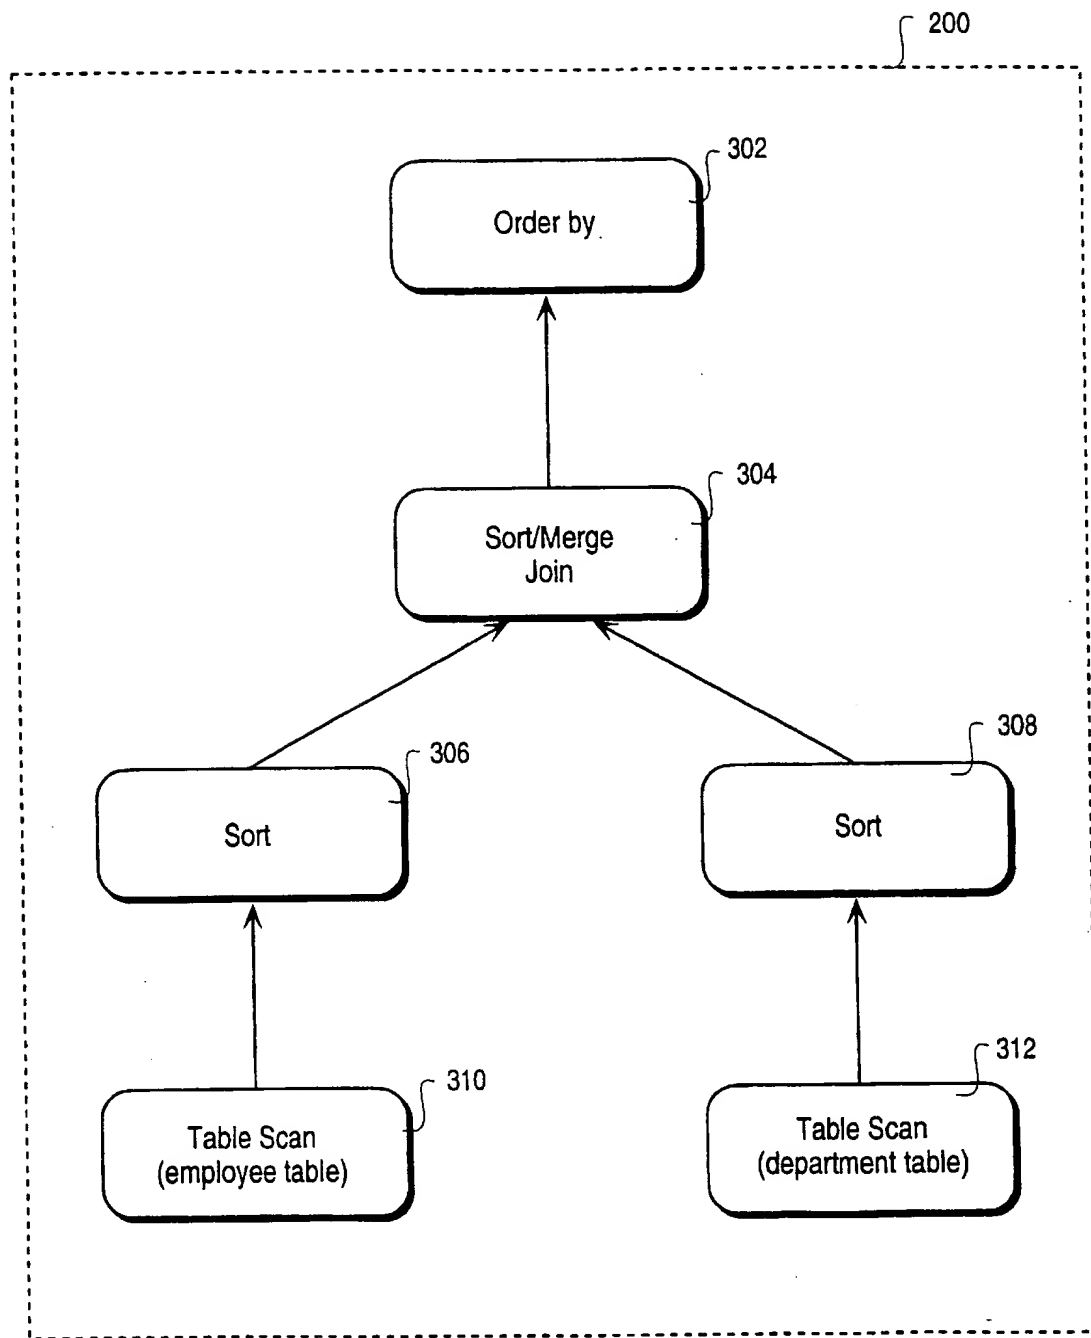 200
302
Order by
304
Sort/Merge
Join
306
Sort
308
Sort
310
Table Scan
(employee table)
312
Table Scan
(department table)